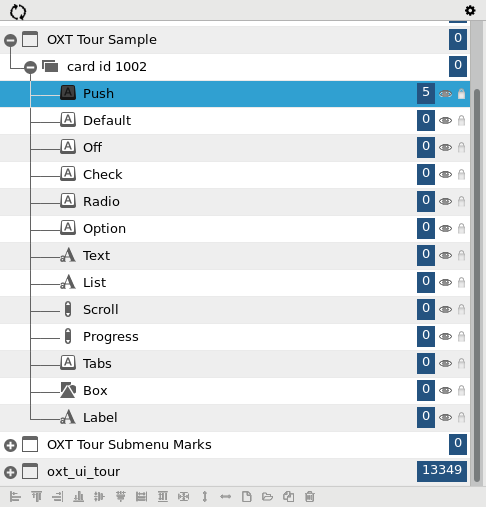 OXT Tour Sample 0
card id 1002 0
Push 5
Default 0
Off 0
Check 0
Radio 0
Option 0
Text 0
List 0
Scroll 0
Progress 0
Tabs 0
Box 0
Label 0
OXT Tour Submenu Marks 0
oxt_ui_tour 13349